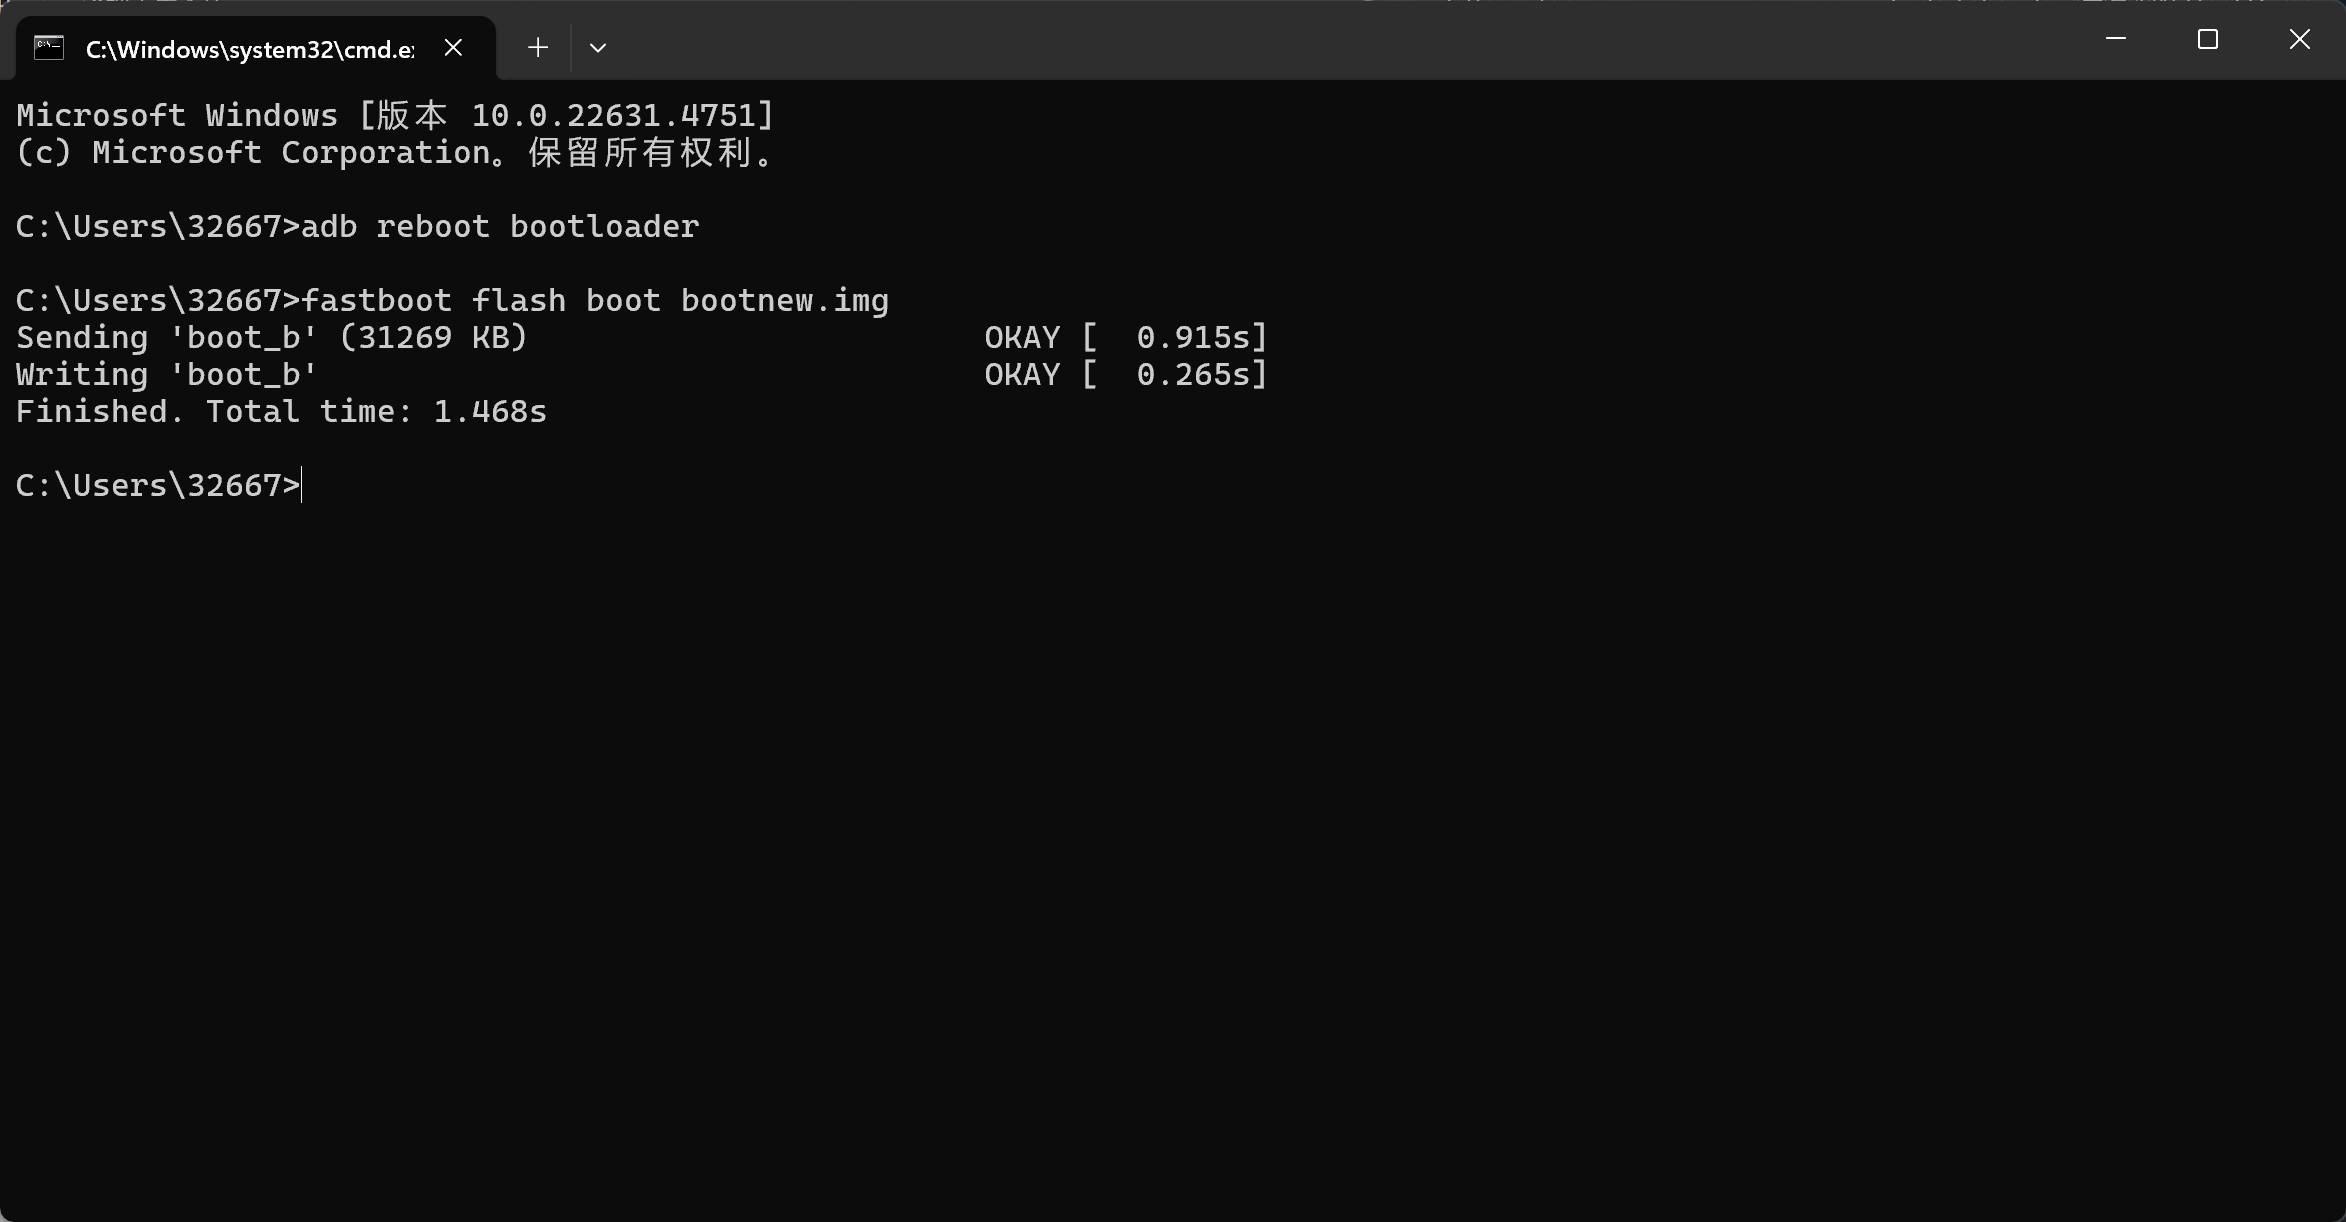 C:\Windows\system32\cmd.e
Microsoft Windows [版本 10.0.22631.4751]
(c) Microsoft Corporation。保留所有权利。
C:\Users\32667>adb reboot bootloader
C:\Users\32667>fastboot flash boot bootnew.img
Sending 'boot_b' (31269 KB)                        OKAY [  0.915s]
Writing 'boot_b'                                   OKAY [  0.265s]
Finished. Total time: 1.468s
C:\Users\32667>